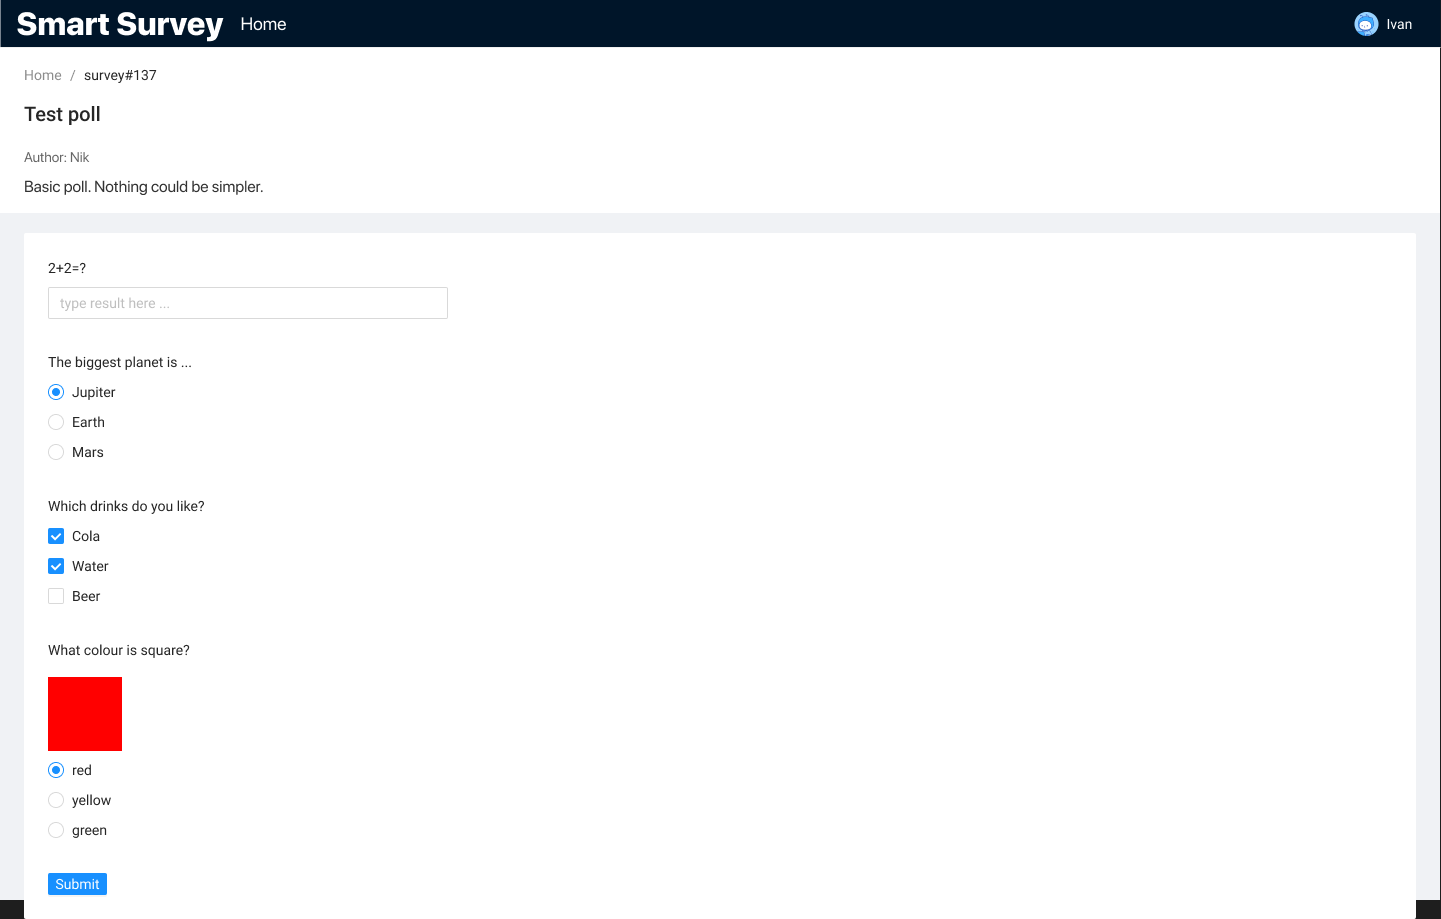 Smart Survey Home Ivan
Home / survey#137
Test poll
Author: Nik
Basic poll. Nothing could be simpler.
2+2=?
type result here ...
The biggest planet is ...
Jupiter
Earth
Mars
Which drinks do you like?
Cola
Water
Beer
What colour is square?
red
yellow
green
Submit